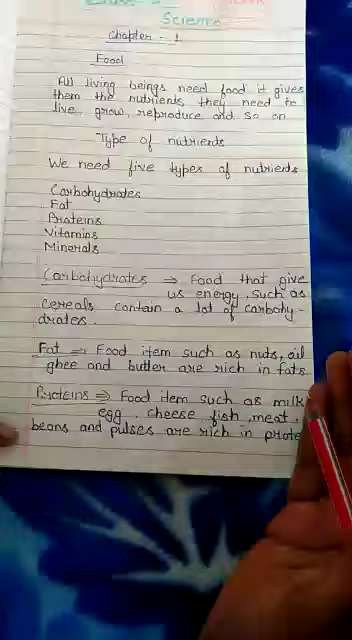 Science
Chapter - 1
Food
All living beings need food it gives
them the nutrients they need to
live, grow, reproduce and so on
Type of nutrients
We need five types of nutrients
Carbohydrates
Fat
Proteins
Vitamins
Minerals
Carbohydrates ⇒ Food that give
us energy, such as
cereals contain a lot of carbohy-
drates.
Fat ⇒ Food item such as nuts, oil
ghee and butter are rich in fats
Proteins ⇒ Food item such as milk
egg, cheese fish, meat,
beans and pulses are rich in prote